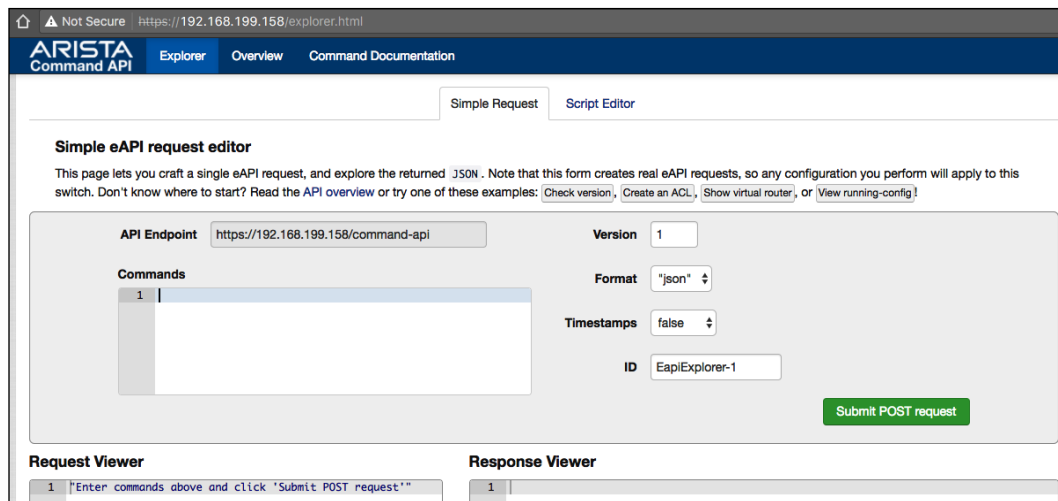 Not Secure https://192.168.199.158/explorer.html
ARISTA
Command API
Explorer Overview Command Documentation
Simple Request Script Editor
Simple eAPI request editor
This page lets you craft a single eAPI request, and explore the returned JSON. Note that this form creates real eAPI requests, so any configuration you perform will apply to this
switch. Don't know where to start? Read the API overview or try one of these examples: Check version, Create an ACL, Show virtual router, or View running-config!
API Endpoint https://192.168.199.158/command-api
Version 1
Commands
1
Format "json"
Timestamps false
ID EapiExplorer-1
Submit POST request
Request Viewer
1 "Enter commands above and click 'Submit POST request'"
Response Viewer
1